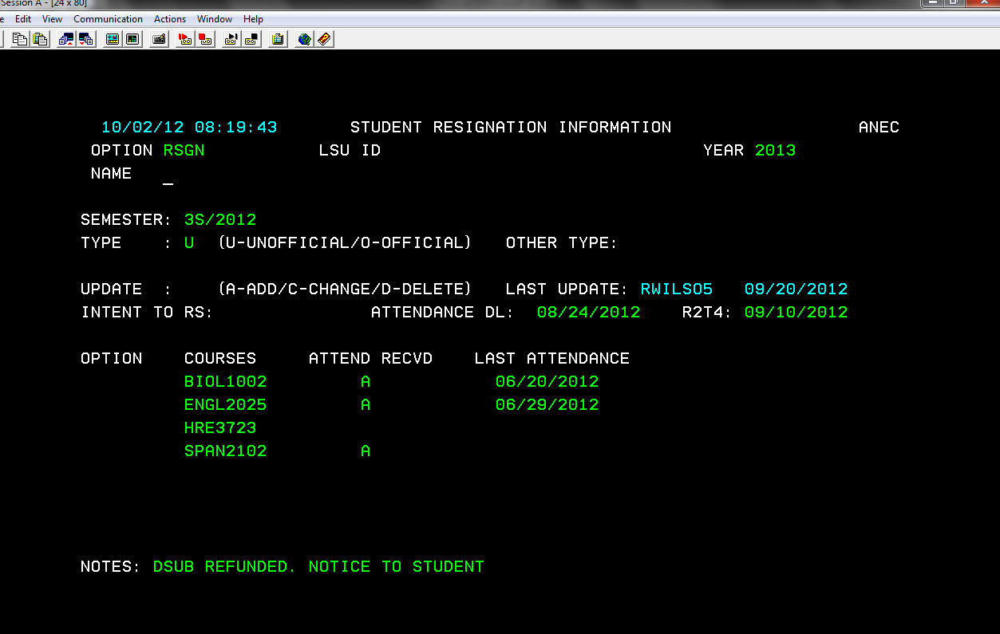 Session A - [24 x 80]
e Edit View Communication Actions Window Help
10/02/12 08:19:43 STUDENT RESIGNATION INFORMATION ANEC
OPTION RSGN LSU ID YEAR 2013
NAME _
SEMESTER: 3S/2012
TYPE : U (U-UNOFFICIAL/O-OFFICIAL) OTHER TYPE:
UPDATE : (A-ADD/C-CHANGE/D-DELETE) LAST UPDATE: RWILSO5 09/20/2012
INTENT TO RS: ATTENDANCE DL: 08/24/2012 R2T4: 09/10/2012
OPTION COURSES ATTEND RECVD LAST ATTENDANCE
BIOL1002 A 06/20/2012
ENGL2025 A 06/29/2012
HRE3723
SPAN2102 A
NOTES: DSUB REFUNDED. NOTICE TO STUDENT